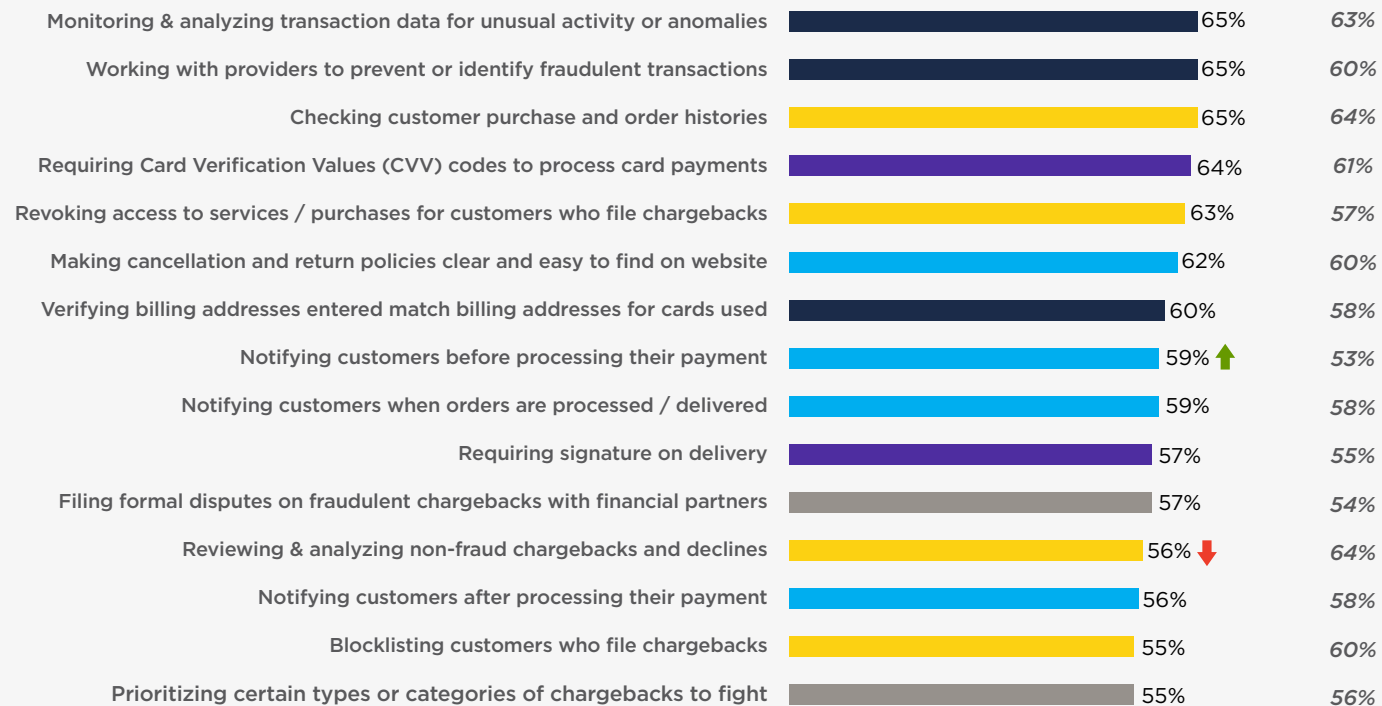 Monitoring & analyzing transaction data for unusual activity or anomalies 65% 63%
Working with providers to prevent or identify fraudulent transactions 65% 60%
Checking customer purchase and order histories 65% 64%
Requiring Card Verification Values (CVV) codes to process card payments 64% 61%
Revoking access to services / purchases for customers who file chargebacks 63% 57%
Making cancellation and return policies clear and easy to find on website 62% 60%
Verifying billing addresses entered match billing addresses for cards used 60% 58%
Notifying customers before processing their payment 59% 53%
Notifying customers when orders are processed / delivered 59% 58%
Requiring signature on delivery 57% 55%
Filing formal disputes on fraudulent chargebacks with financial partners 57% 54%
Reviewing & analyzing non-fraud chargebacks and declines 56% 64%
Notifying customers after processing their payment 56% 58%
Blocklisting customers who file chargebacks 55% 60%
Prioritizing certain types or categories of chargebacks to fight 55% 56%